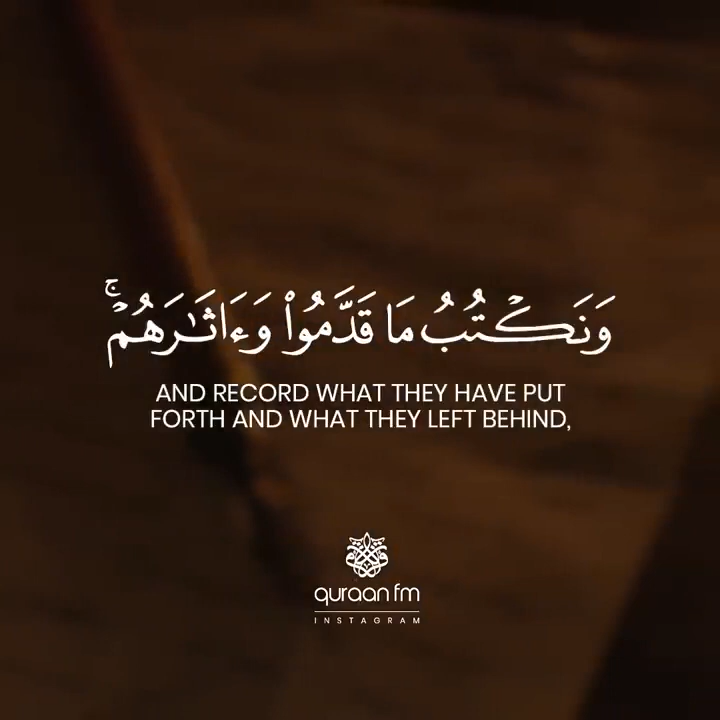 وَنَكْتُبُ مَا قَدَّمُوا۟ وَءَاثَـٰرَهُمْ ۚ
AND RECORD WHAT THEY HAVE PUT
FORTH AND WHAT THEY LEFT BEHIND,
quraan fm
INSTAGRAM